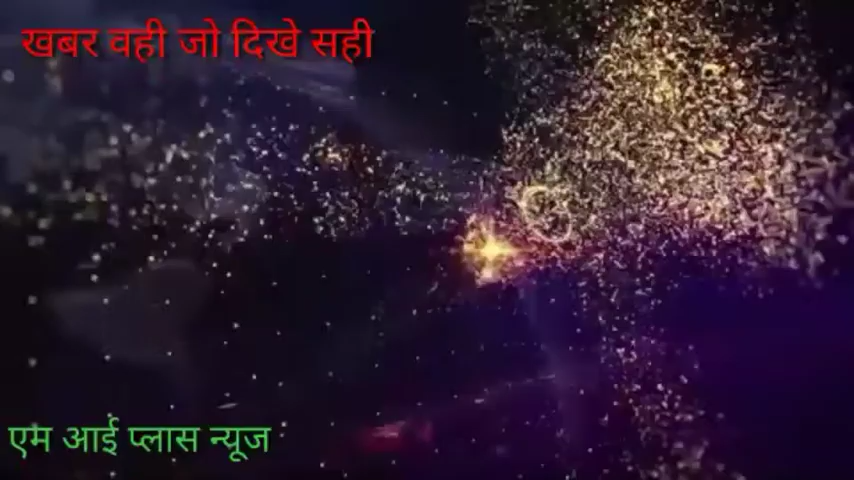 खबर वही जो दिखे सही
एम आई प्लास न्यूज